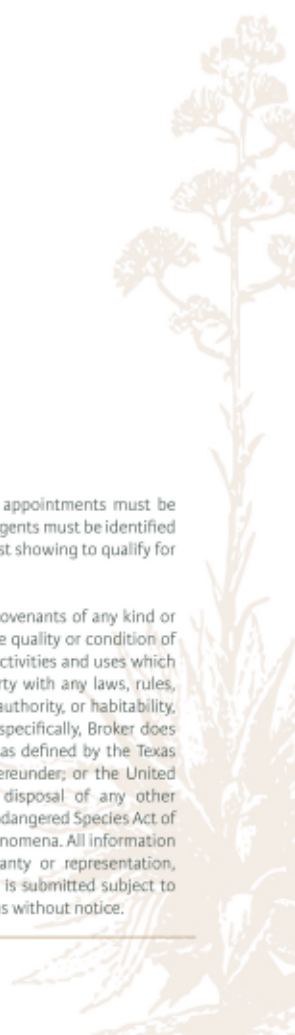 appointments must be
gents must be identified
st showing to qualify for
ovenants of any kind or
e quality or condition of
ctivities and uses which
rty with any laws, rules,
authority, or habitability,
specifically, Broker does
as defined by the Texas
ereunder; or the United
disposal of any other
ndangered Species Act of
enomena. All information
anty or representation,
is submitted subject to
s without notice.